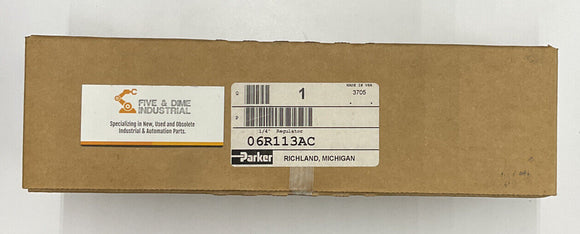 FIVE & DIME
INDUSTRIAL
Specializing in New, Used and Obsolete
Industrial & Automation Parts.
1
MADE IN USA
3705
1/4" Regulator
06R113AC
Parker
RICHLAND, MICHIGAN